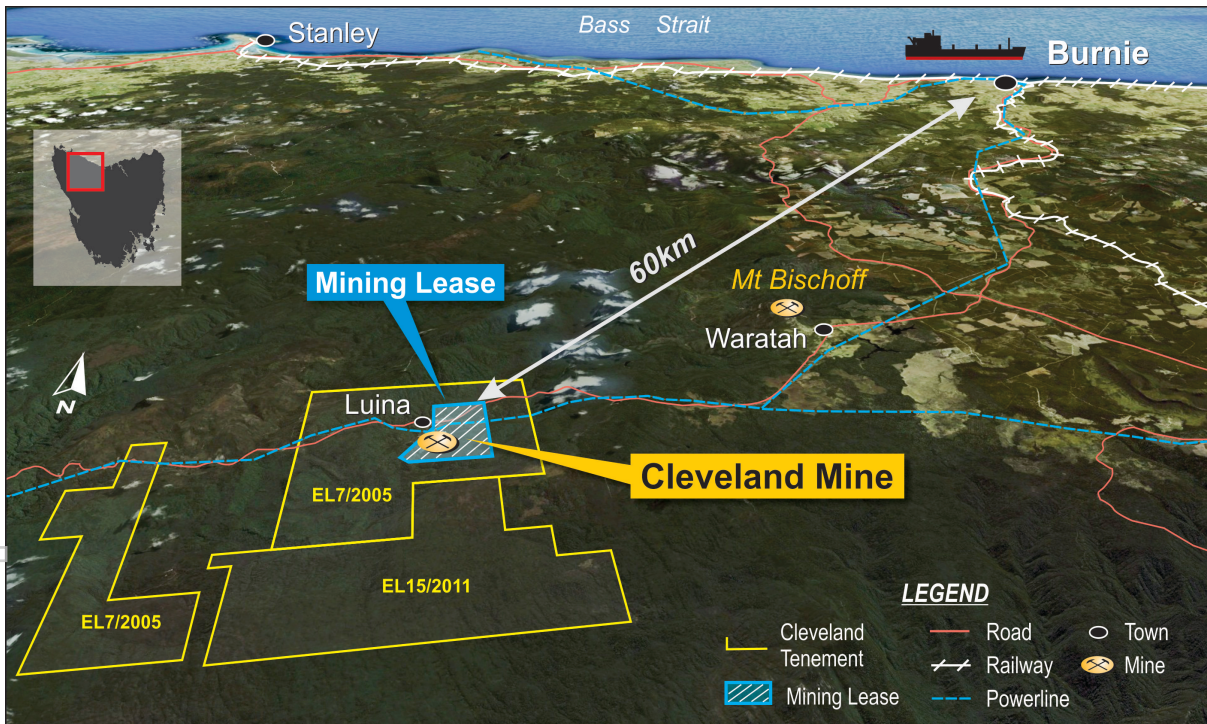 Bass Strait
Stanley
Burnie
60km
Mining Lease
Mt Bischoff
Waratah
N
Luina
Cleveland Mine
EL7/2005
EL15/2011
EL7/2005
LEGEND
Cleveland
Tenement
Mining Lease
Road
Railway
Powerline
Town
Mine